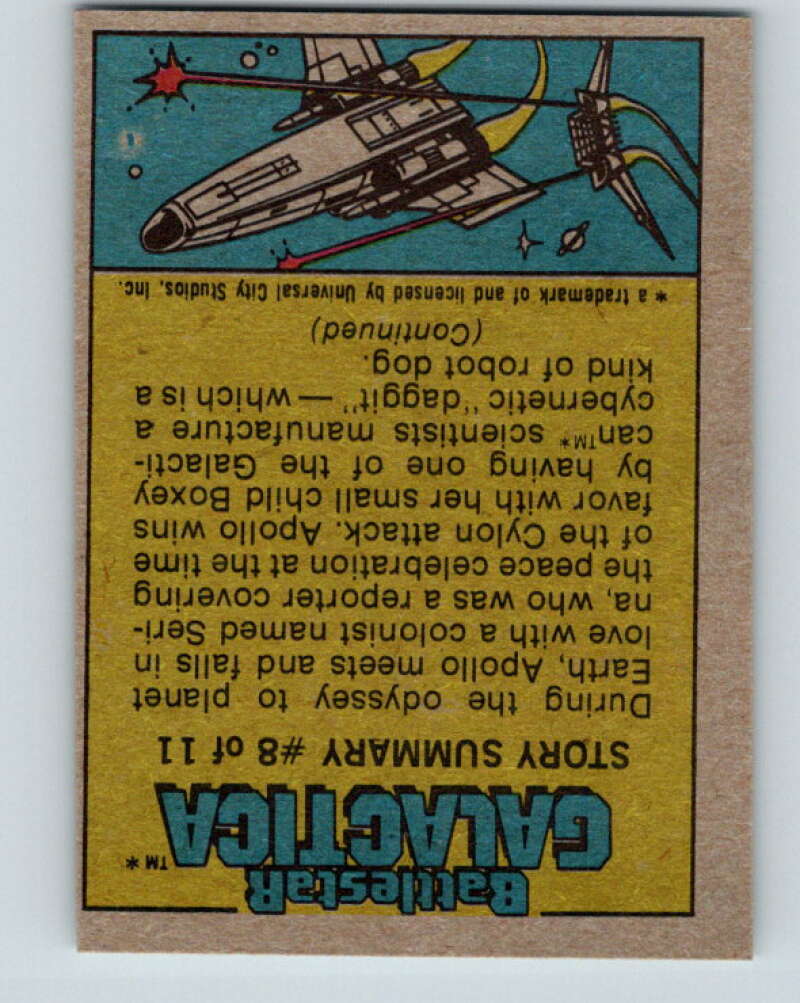 BattlestaR
GALACTICA™*
STORY SUMMARY #8 of 11
During the odyssey to planet
Earth, Apollo meets and falls in
love with a colonist named Seri-
na, who was a reporter covering
the peace celebration at the time
of the Cylon attack. Apollo wins
favor with her small child Boxey
by having one of the Galacti-
can™* scientists manufacture a
cybernetic "daggit" — which is a
kind of robot dog.
(Continued)
* a trademark of and licensed by Universal City Studios, Inc.